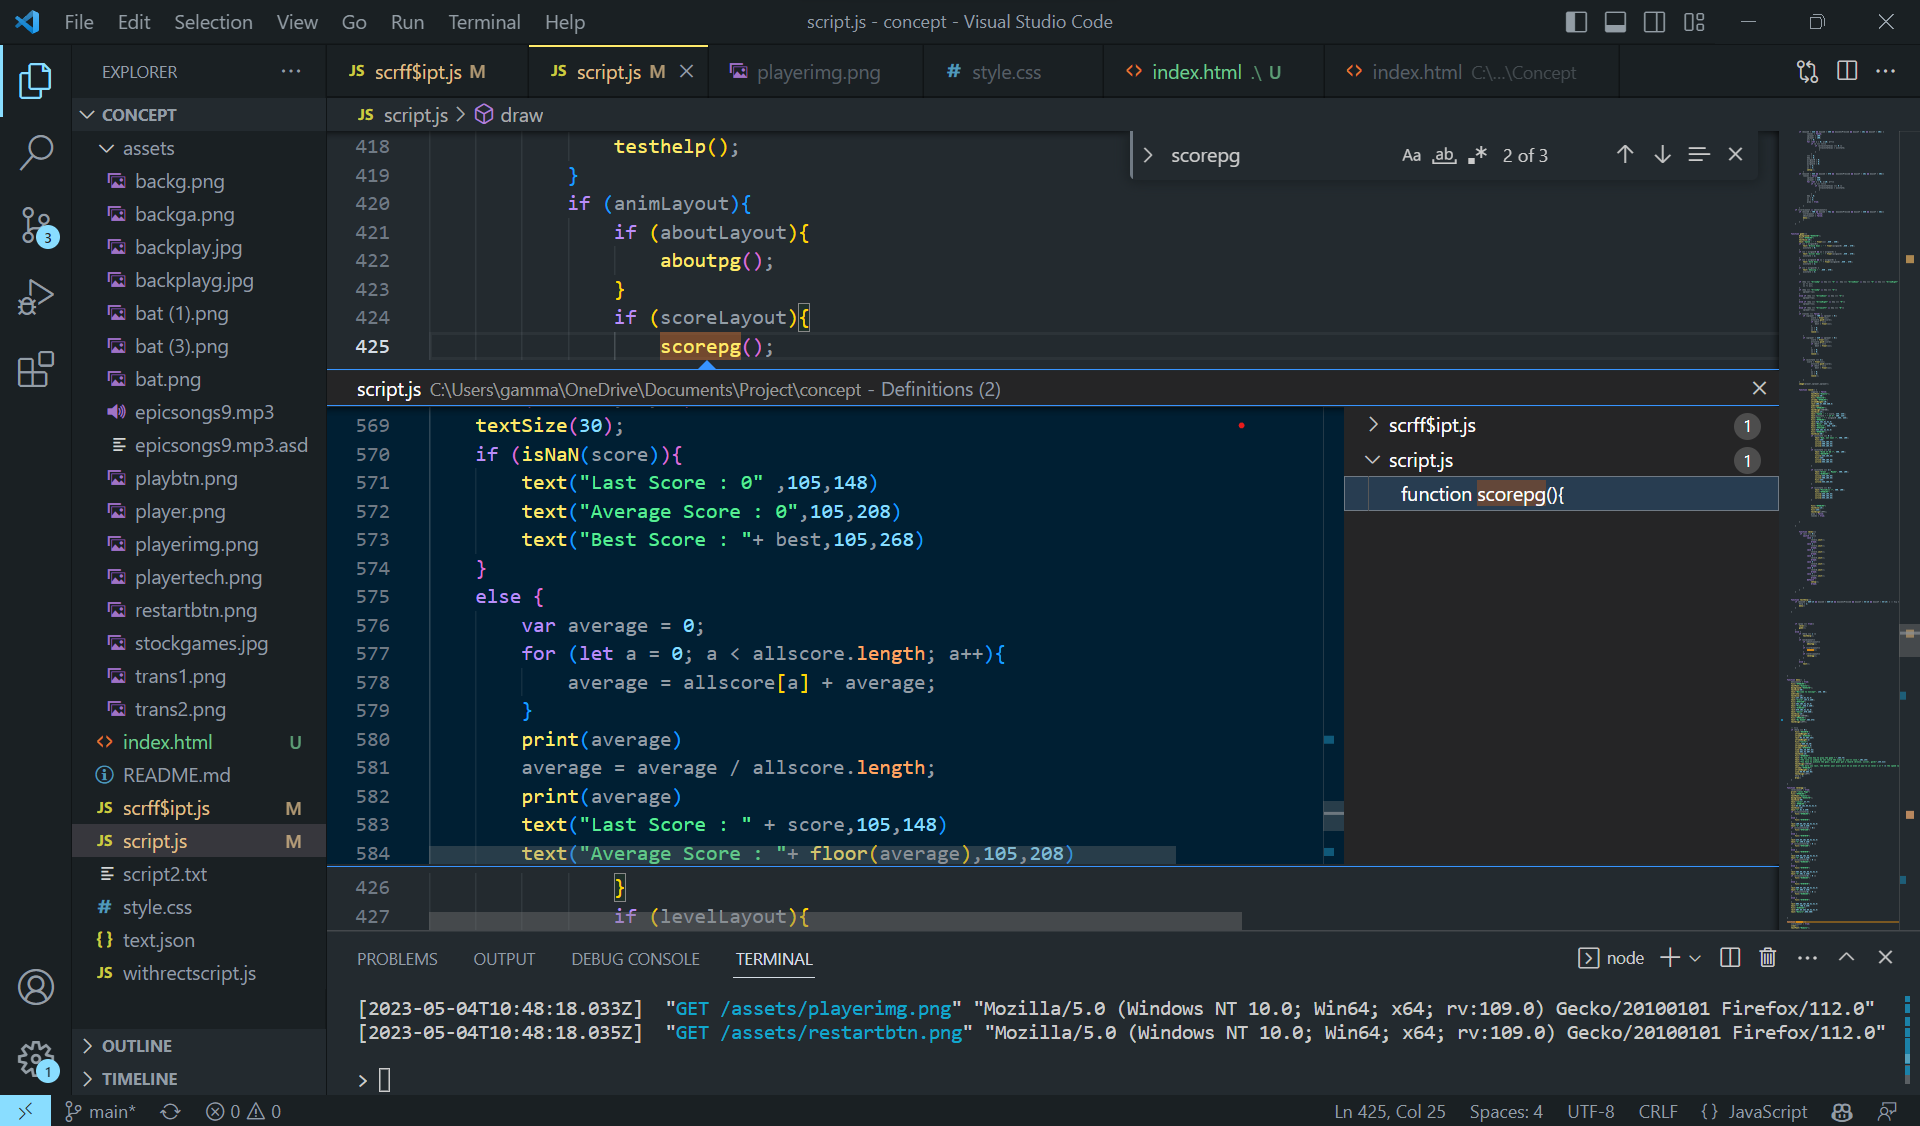 File Edit Selection View Go Run Terminal Help
script.js - concept - Visual Studio Code
EXPLORER
CONCEPT
assets
backg.png
backga.png
backplay.jpg
backplayg.jpg
bat (1).png
bat (3).png
bat.png
epicsongs9.mp3
epicsongs9.mp3.asd
playbtn.png
player.png
playerimg.png
playertech.png
restartbtn.png
stockgames.jpg
trans1.png
trans2.png
index.html U
README.md
JS scrff$ipt.js M
JS script.js M
script2.txt
# style.css
{} text.json
JS withrectscript.js
OUTLINE
TIMELINE
3
1
JS scrff$ipt.js M
JS script.js M
playerimg.png
# style.css
index.html .\ U
index.html C:\...\Concept
JS script.js > draw
scorepg Aa ab 2 of 3
418 testhelp();
419 }
420 if (animLayout){
421 if (aboutLayout){
422 aboutpg();
423 }
424 if (scoreLayout){
425 scorepg();
script.js C:\Users\gamma\OneDrive\Documents\Project\concept - Definitions (2)
569 textSize(30);
570 if (isNaN(score)){
571 text("Last Score : 0" ,105,148)
572 text("Average Score : 0",105,208)
573 text("Best Score : "+ best,105,268)
574 }
575 else {
576 var average = 0;
577 for (let a = 0; a < allscore.length; a++){
578 average = allscore[a] + average;
579 }
580 print(average)
581 average = average / allscore.length;
582 print(average)
583 text("Last Score : " + score,105,148)
584 text("Average Score : "+ floor(average),105,208)
scrff$ipt.js 1
script.js 1
function scorepg(){
426 }
427 if (levelLayout){
PROBLEMS OUTPUT DEBUG CONSOLE TERMINAL
node
[2023-05-04T10:48:18.033Z] "GET /assets/playerimg.png" "Mozilla/5.0 (Windows NT 10.0; Win64; x64; rv:109.0) Gecko/20100101 Firefox/112.0"
[2023-05-04T10:48:18.035Z] "GET /assets/restartbtn.png" "Mozilla/5.0 (Windows NT 10.0; Win64; x64; rv:109.0) Gecko/20100101 Firefox/112.0"
>
main* 0 0
Ln 425, Col 25 Spaces: 4 UTF-8 CRLF {} JavaScript